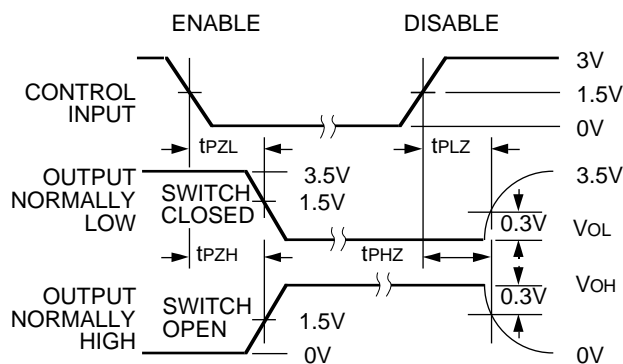 ENABLE
DISABLE
CONTROL
INPUT
3V
1.5V
0V
tPZL
tPLZ
OUTPUT
NORMALLY
LOW
SWITCH
CLOSED
3.5V
1.5V
3.5V
0.3V
VOL
tPZH
tPHZ
OUTPUT
NORMALLY
HIGH
SWITCH
OPEN
1.5V
0V
0.3V
VOH
0V